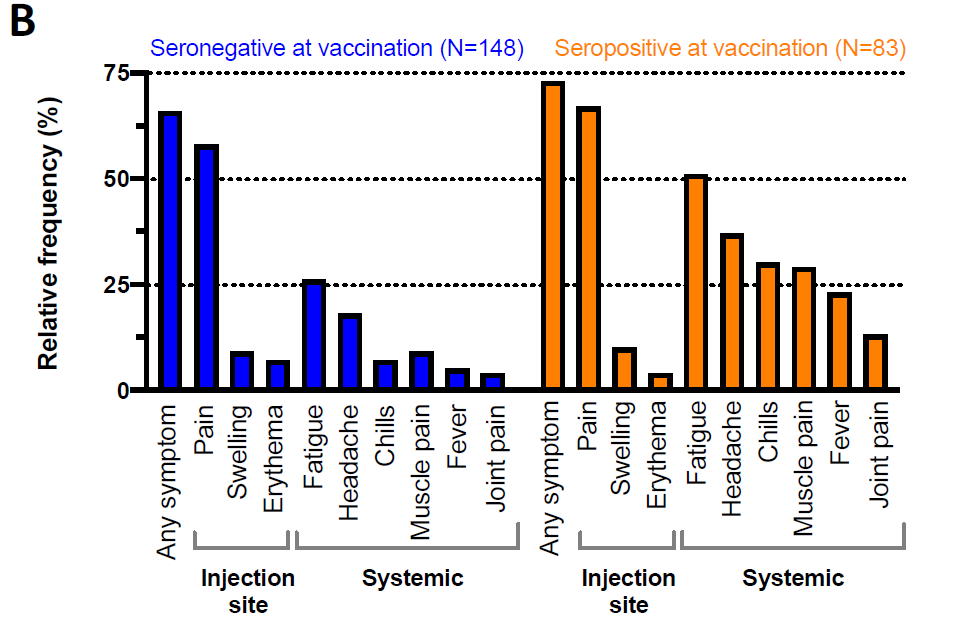 B
Seronegative at vaccination (N=148)
Seropositive at vaccination (N=83)
Relative frequency (%)
75
50
25
0
Any symptom
Pain
Swelling
Erythema
Fatigue
Headache
Chills
Muscle pain
Fever
Joint pain
Any symptom
Pain
Swelling
Erythema
Fatigue
Headache
Chills
Muscle pain
Fever
Joint pain
Injection
site
Systemic
Injection
site
Systemic